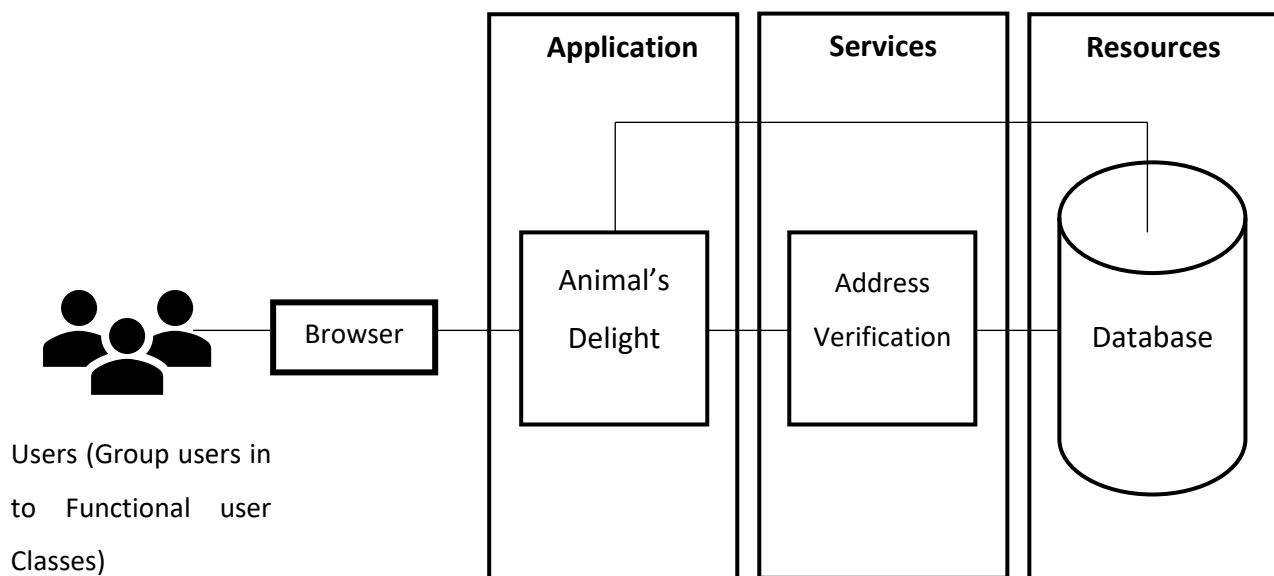 Application
Services
Resources
Animal’s
Delight
Address
Verification
Database
Browser
Users (Group users in
to Functional user
Classes)